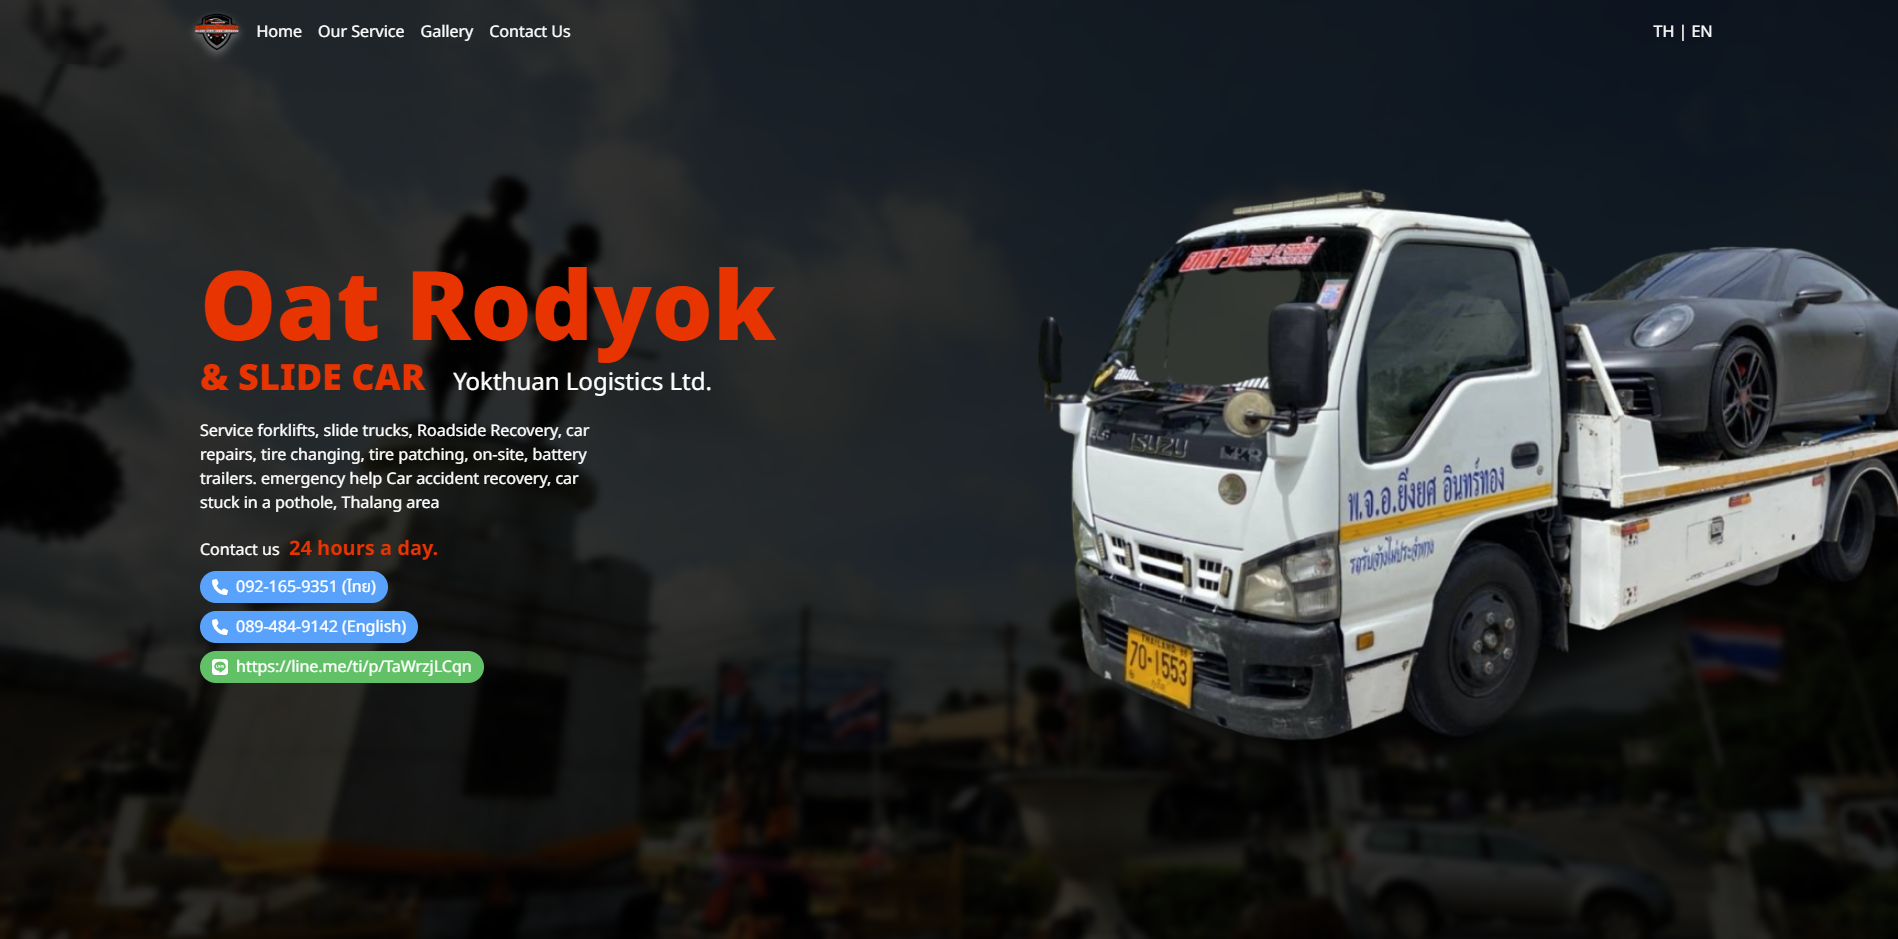 Home Our Service Gallery Contact Us TH | EN
Oat Rodyok
& SLIDE CAR Yokthuan Logistics Ltd.
Service forklifts, slide trucks, Roadside Recovery, car
repairs, tire changing, tire patching, on-site, battery
trailers. emergency help Car accident recovery, car
stuck in a pothole, Thalang area
Contact us 24 hours a day.
092-165-9351 (ไทย)
089-484-9142 (English)
https://line.me/ti/p/TaWrzjLCqn
ISUZU
พ.จ.อ.ยิ่งยศ อินทร์ทอง
รถรับจ้างไม่ประจำทาง
THAILAND
70-1553